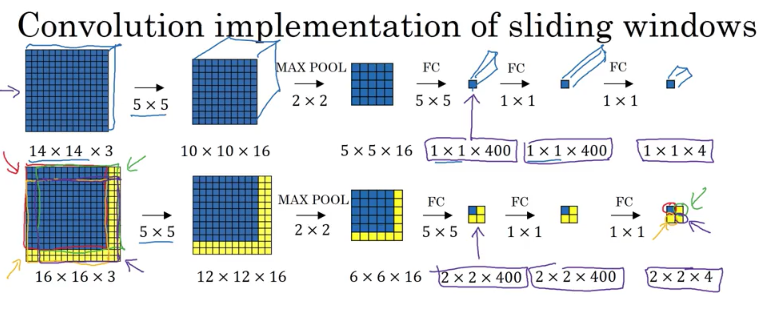 Convolution implementation of sliding windows
MAX POOL FC FC FC
5 × 5 2 × 2 5 × 5 1 × 1 1 × 1
14 × 14 × 3 10 × 10 × 16 5 × 5 × 16 1 × 1 × 400 1 × 1 × 400 1 × 1 × 4
MAX POOL FC FC FC
5 × 5 2 × 2 5 × 5 1 × 1 1 × 1
16 × 16 × 3 12 × 12 × 16 6 × 6 × 16 2 × 2 × 400 2 × 2 × 400 2 × 2 × 4